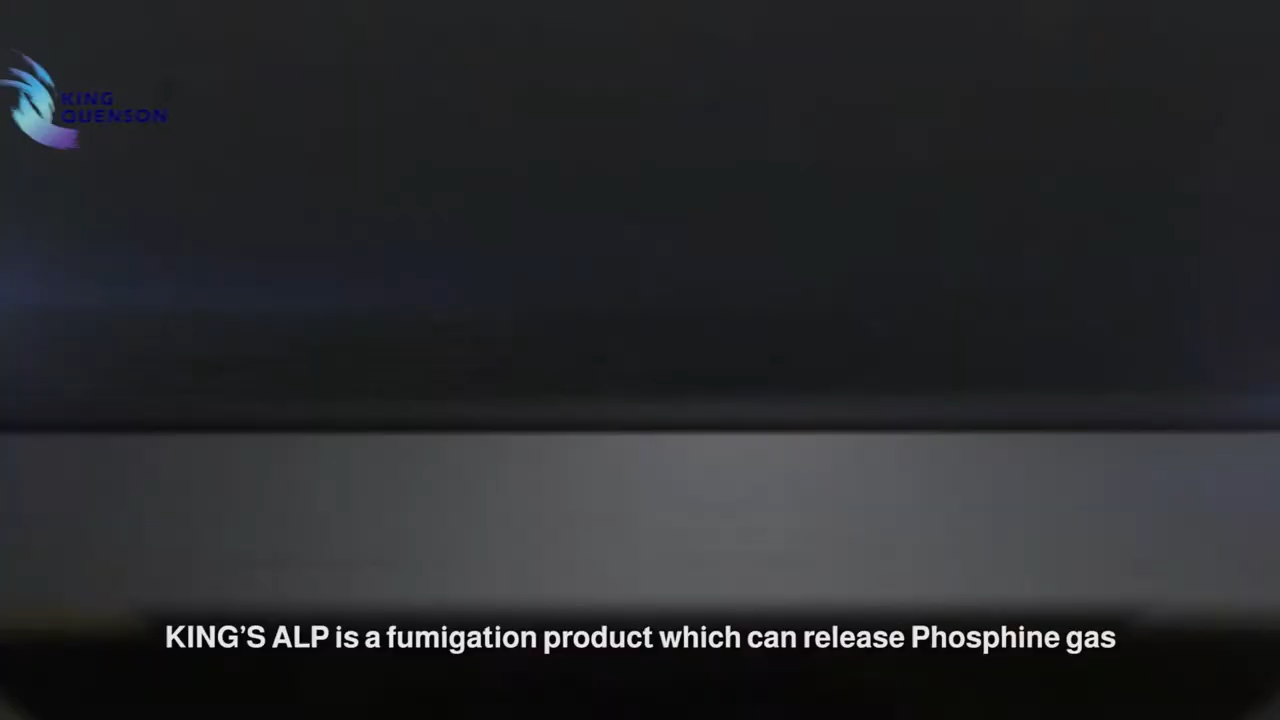 KING
QUENSON
KING'S ALP is a fumigation product which can release Phosphine gas